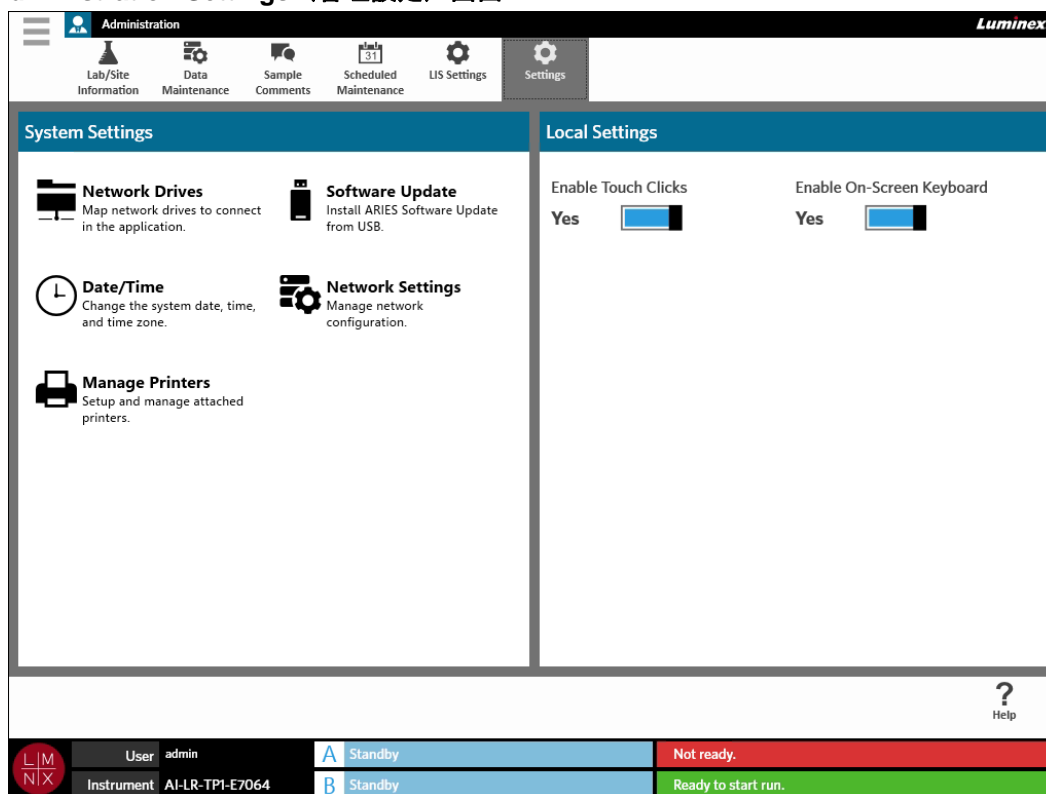 Administration
Luminex
Lab/Site Information
Data Maintenance
Sample Comments
31
Scheduled Maintenance
LIS Settings
Settings
System Settings
Network Drives
Map network drives to connect
in the application.
Software Update
Install ARIES Software Update
from USB.
Date/Time
Change the system date, time,
and time zone.
Network Settings
Manage network
configuration.
Manage Printers
Setup and manage attached
printers.
Local Settings
Enable Touch Clicks
Yes
Enable On-Screen Keyboard
Yes
?
Help
LM
NX
User admin
A Standby
Not ready.
Instrument AI-LR-TP1-E7064
B Standby
Ready to start run.